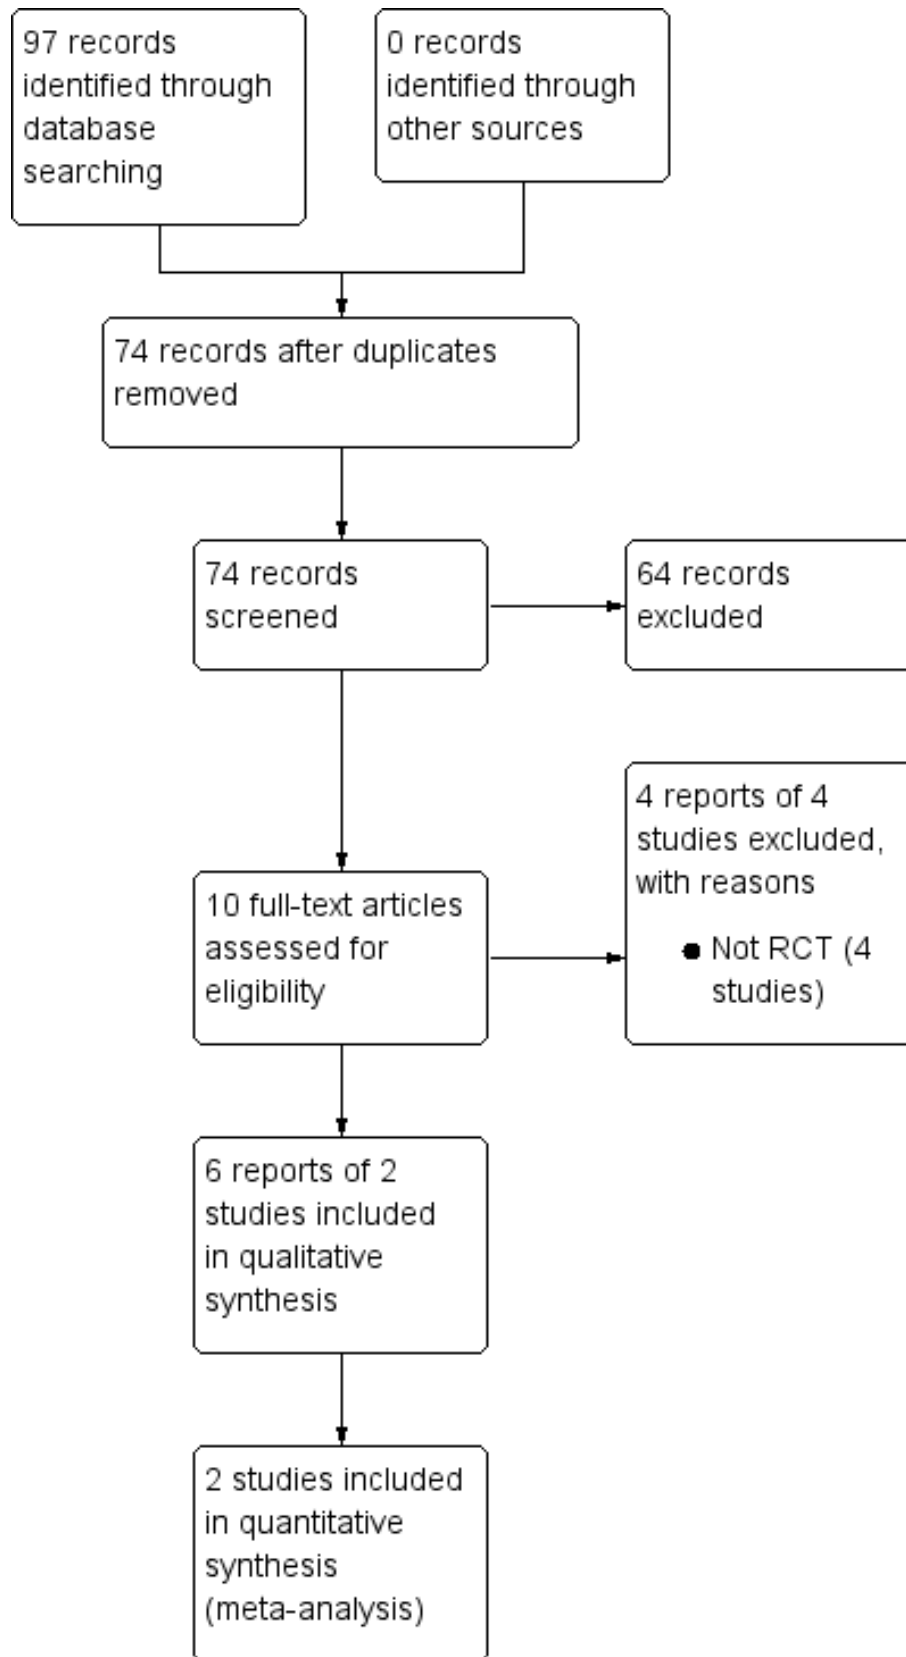 97 records
identified through
database
searching
0 records
identified through
other sources
74 records after duplicates
removed
74 records
screened
64 records
excluded
10 full-text articles
assessed for
eligibility
4 reports of 4
studies excluded,
with reasons
● Not RCT (4
studies)
6 reports of 2
studies included
in qualitative
synthesis
2 studies included
in quantitative
synthesis
(meta-analysis)